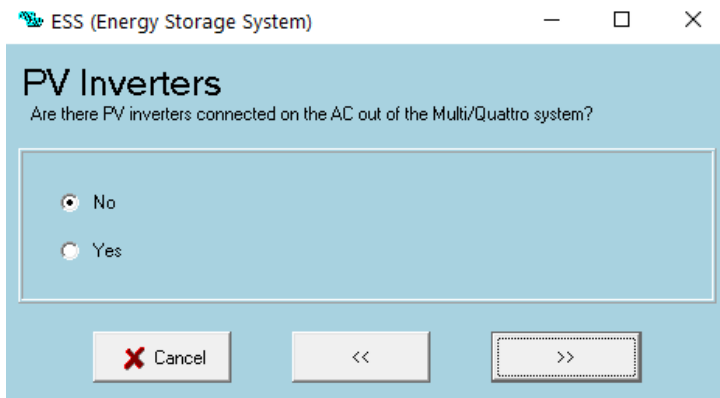 ESS (Energy Storage System)
PV Inverters
Are there PV inverters connected on the AC out of the Multi/Quattro system?
No
Yes
Cancel
<<
>>